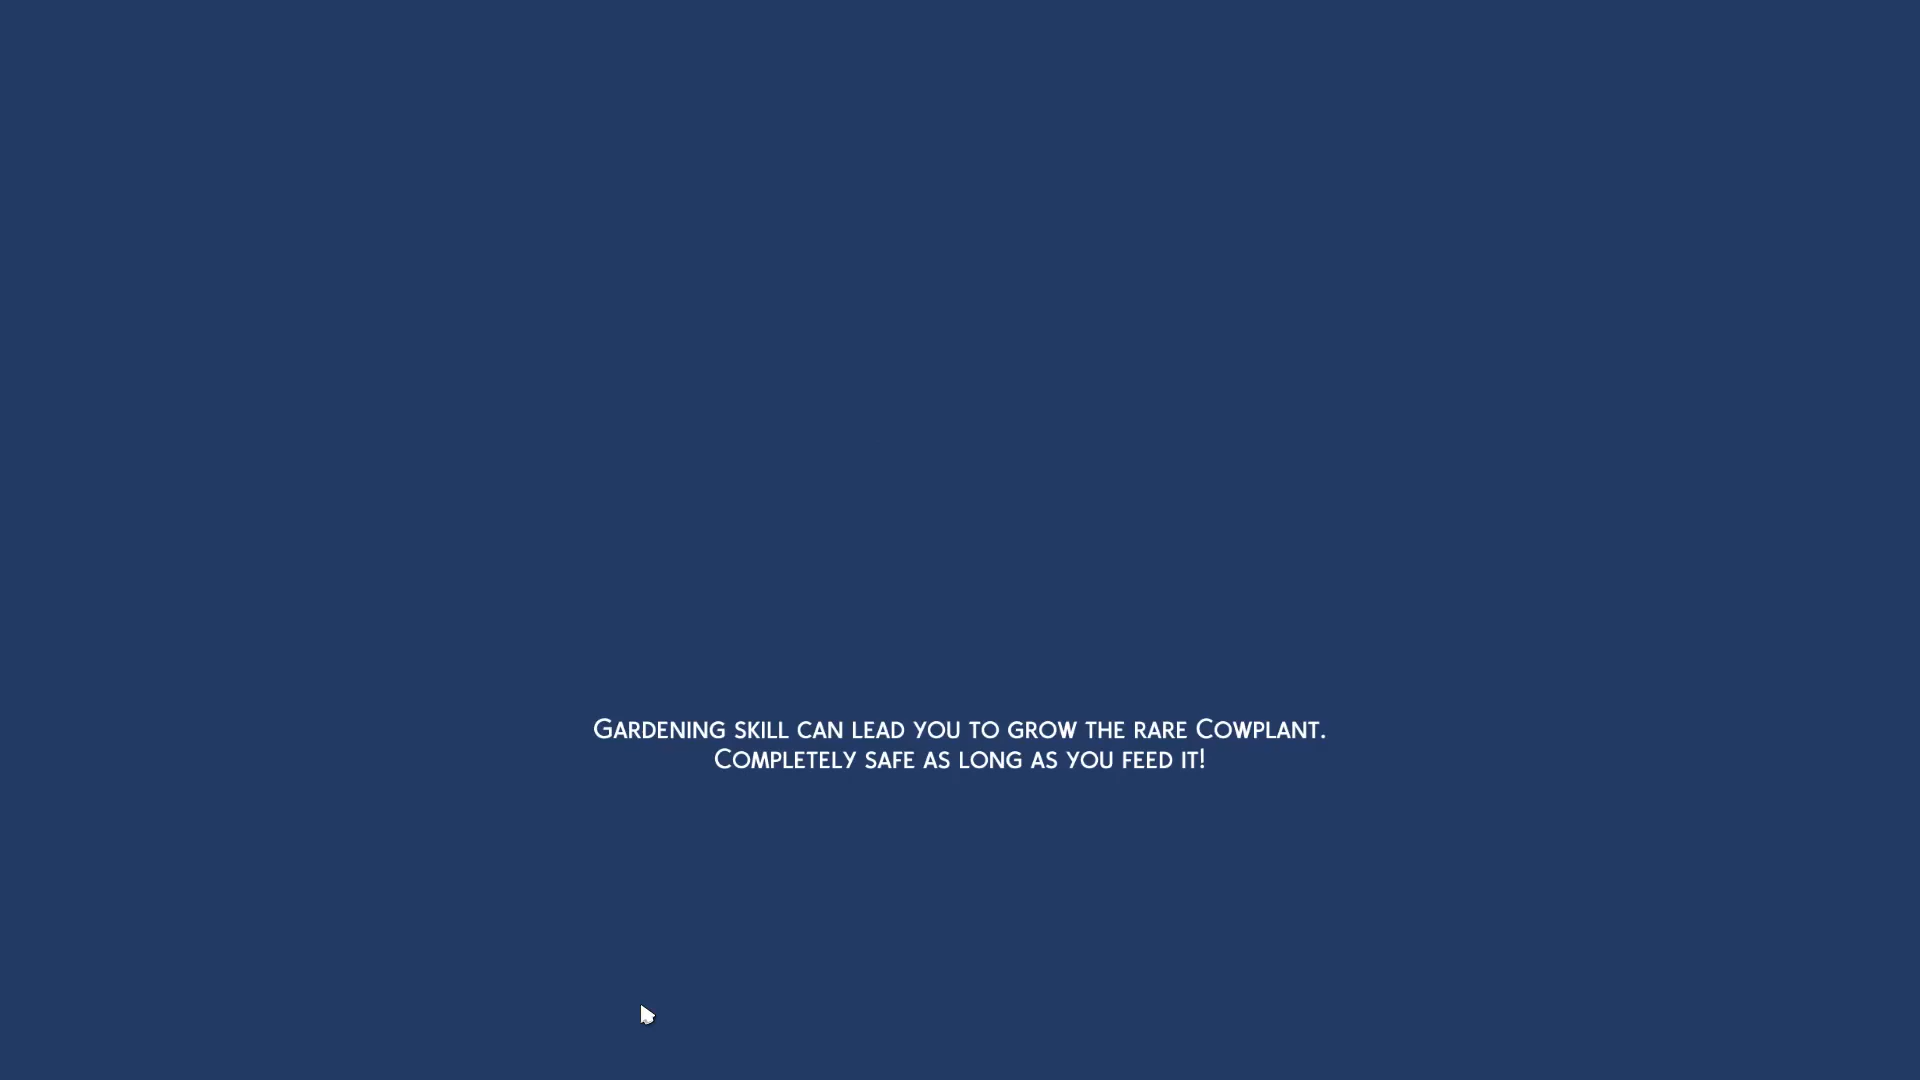 Gardening skill can lead you to grow the rare Cowplant.
Completely safe as long as you feed it!